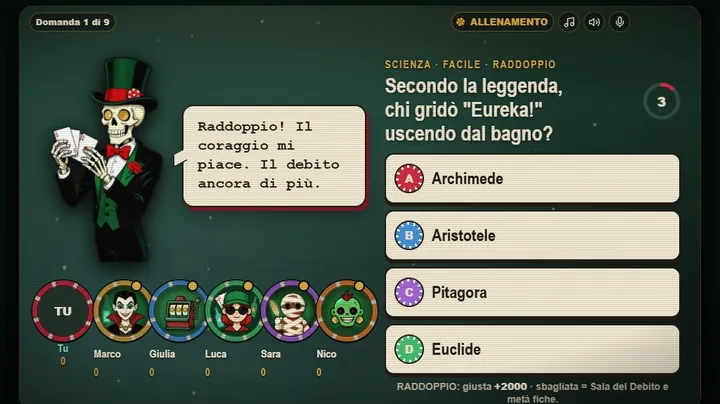 Domanda 1 di 9
ALLENAMENTO
SCIENZA · FACILE · RADDOPPIO
Secondo la leggenda,
chi gridò "Eureka!"
uscendo dal bagno?
3
Raddoppio! Il
coraggio mi
piace. Il debito
ancora di più.
A Archimede
B Aristotele
C Pitagora
D Euclide
TU
Tu
0
Marco
0
Giulia
0
Luca
0
Sara
0
Nico
0
RADDOPPIO: giusta +2000 · sbagliata = Sala del Debito e
metà fiche.